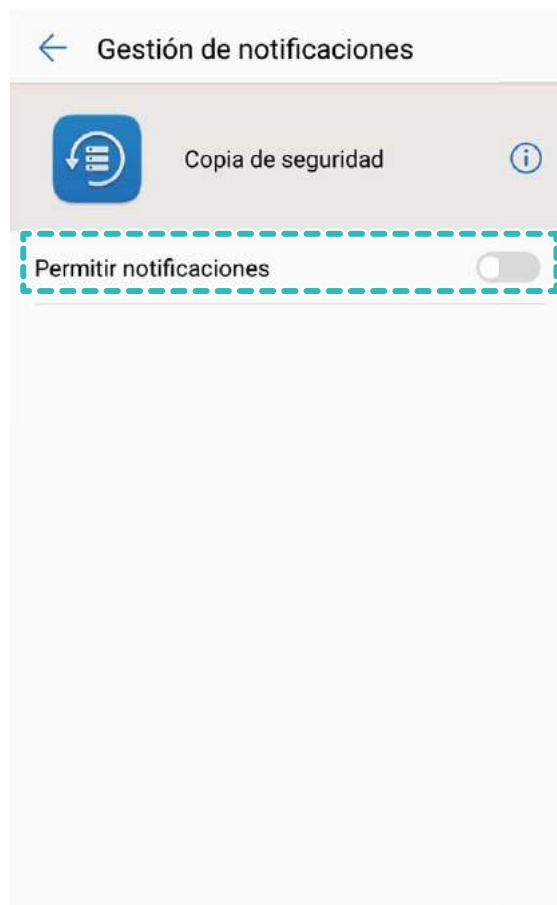 Gestión de notificaciones
Copia de seguridad
Permitir notificaciones